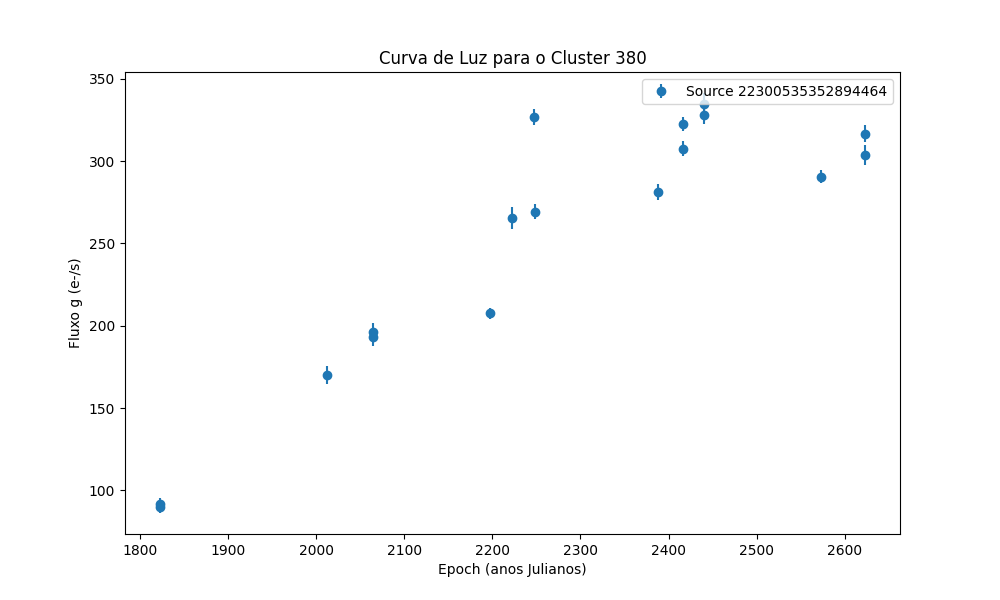 Curva de Luz para o Cluster 380
Source 22300535352894464
350
300
250
200
150
100
Fluxo g (e-/s)
1800 1900 2000 2100 2200 2300 2400 2500 2600
Epoch (anos Julianos)